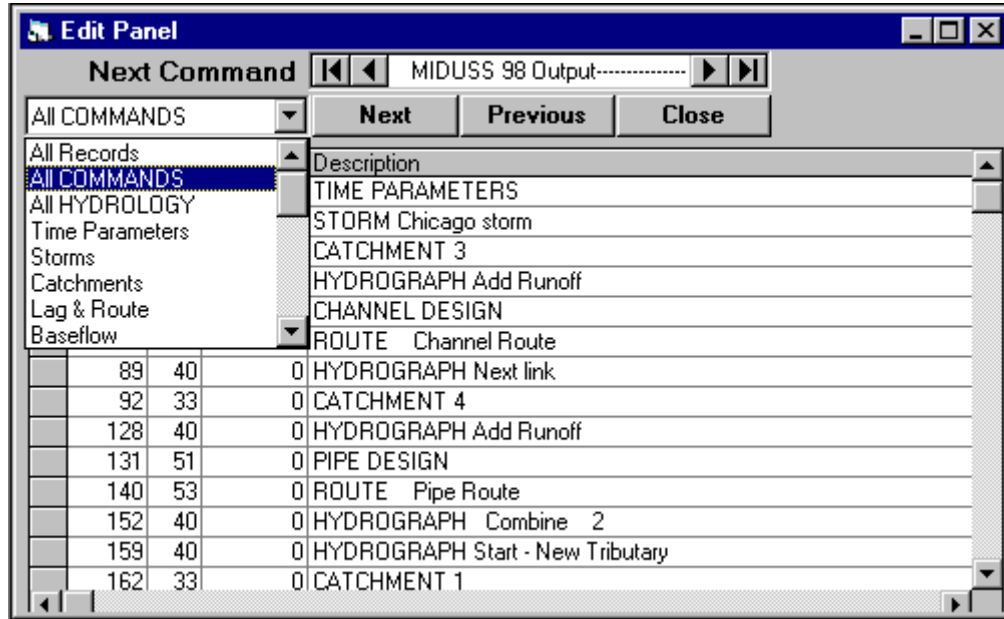 Edit Panel
Next Command MIDUSS 98 Output---------------
All COMMANDS Next Previous Close
All Records
All COMMANDS
All HYDROLOGY
Time Parameters
Storms
Catchments
Lag & Route
Baseflow
Description
TIME PARAMETERS
STORM Chicago storm
CATCHMENT 3
HYDROGRAPH Add Runoff
CHANNEL DESIGN
ROUTE Channel Route
89 40 0 HYDROGRAPH Next link
92 33 0 CATCHMENT 4
128 40 0 HYDROGRAPH Add Runoff
131 51 0 PIPE DESIGN
140 53 0 ROUTE Pipe Route
152 40 0 HYDROGRAPH Combine 2
159 40 0 HYDROGRAPH Start - New Tributary
162 33 0 CATCHMENT 1